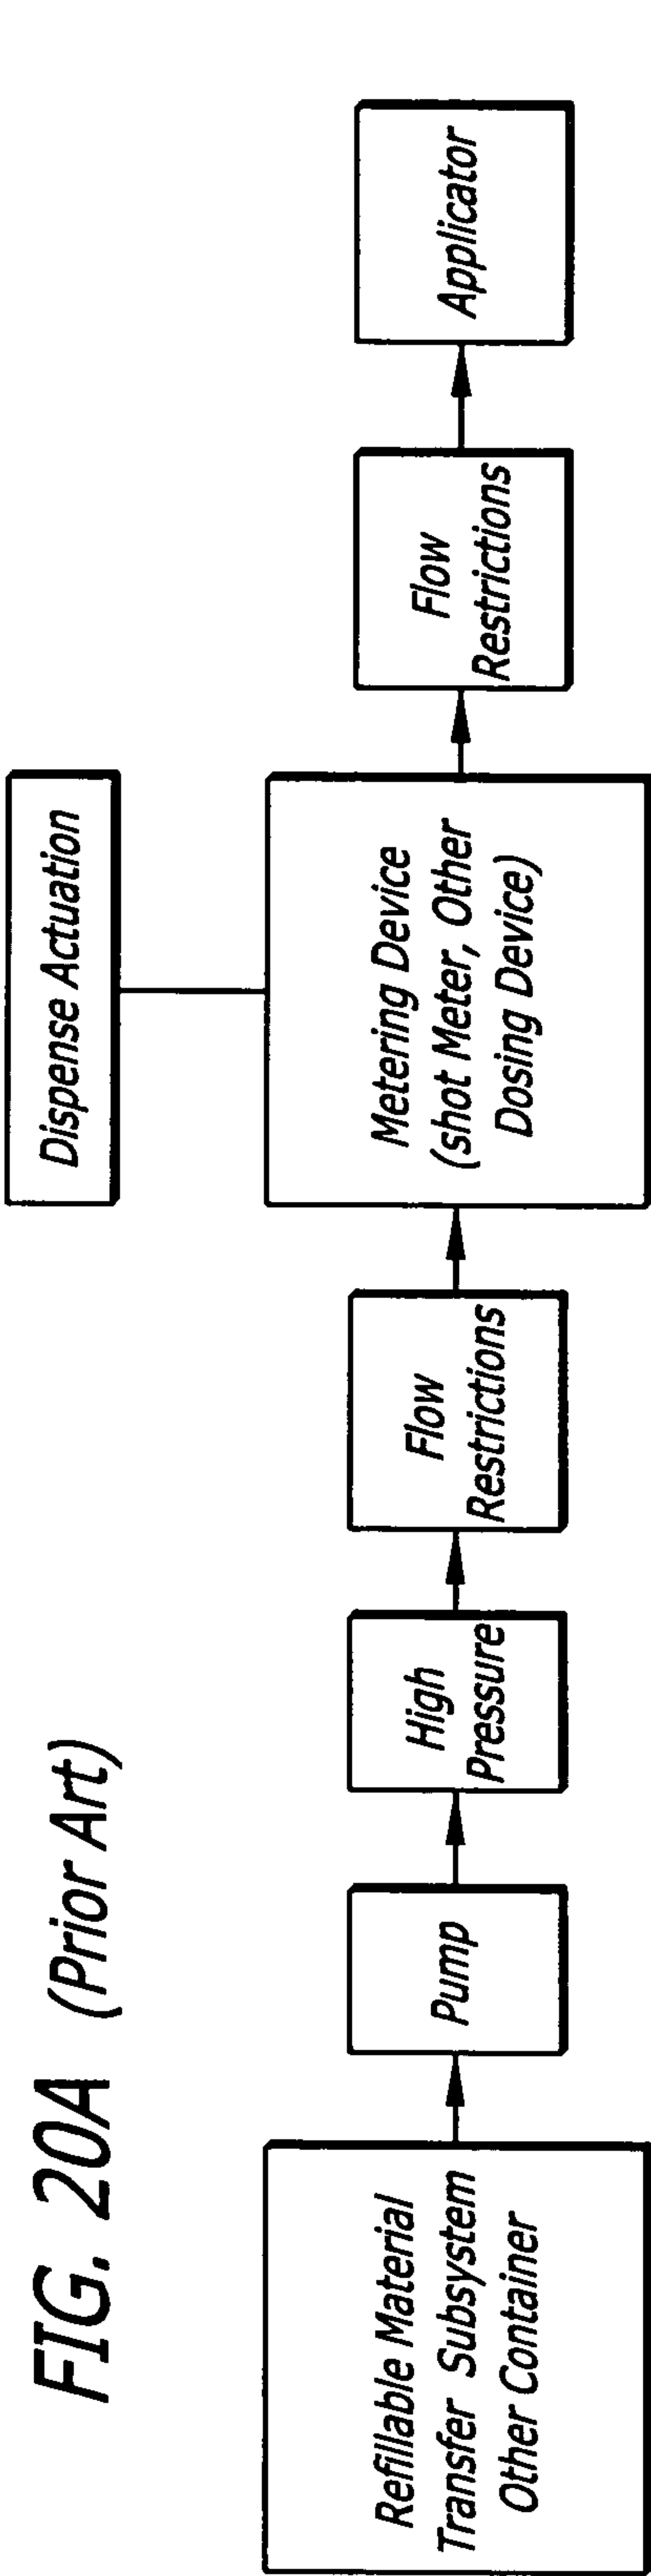 FIG. 20A (Prior Art)
Refillable Material
Transfer Subsystem
Other Container
Pump
High
Pressure
Flow
Restrictions
Dispense Actuation
Metering Device
(shot Meter, Other
Dosing Device)
Flow
Restrictions
Applicator